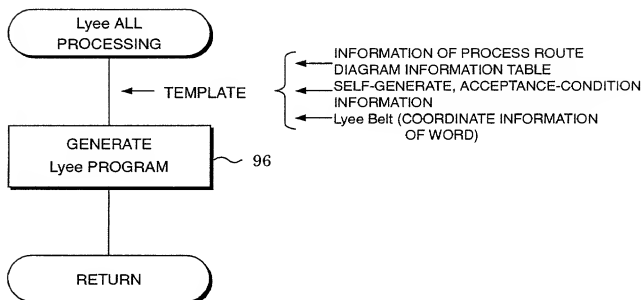 Lyee ALL
PROCESSING
TEMPLATE
INFORMATION OF PROCESS ROUTE
DIAGRAM INFORMATION TABLE
SELF-GENERATE, ACCEPTANCE-CONDITION
INFORMATION
Lyee Belt (COORDINATE INFORMATION
OF WORD)
GENERATE
Lyee PROGRAM
96
RETURN